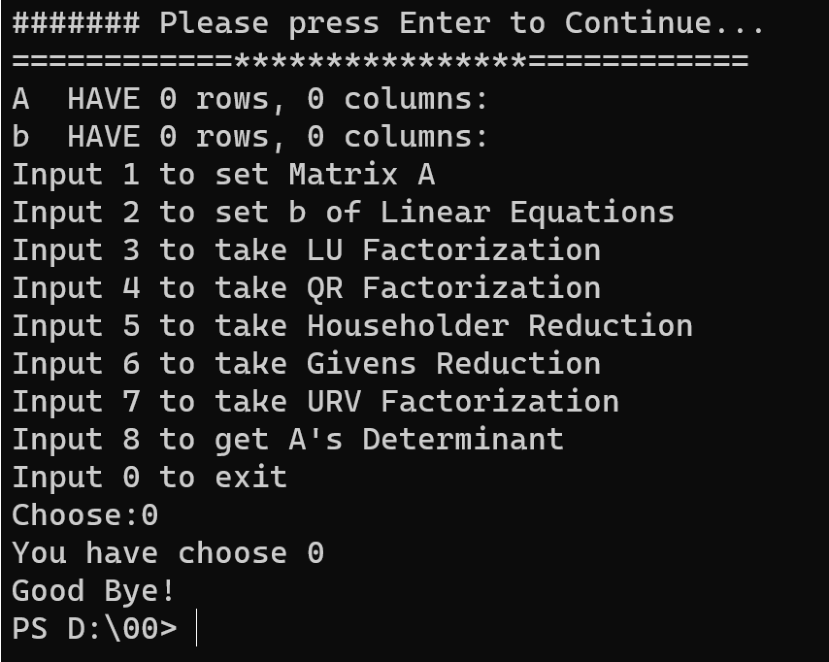 ####### Please press Enter to Continue...
============****************============
A  HAVE 0 rows, 0 columns:
b  HAVE 0 rows, 0 columns:
Input 1 to set Matrix A
Input 2 to set b of Linear Equations
Input 3 to take LU Factorization
Input 4 to take QR Factorization
Input 5 to take Householder Reduction
Input 6 to take Givens Reduction
Input 7 to take URV Factorization
Input 8 to get A's Determinant
Input 0 to exit
Choose:0
You have choose 0
Good Bye!
PS D:\00>